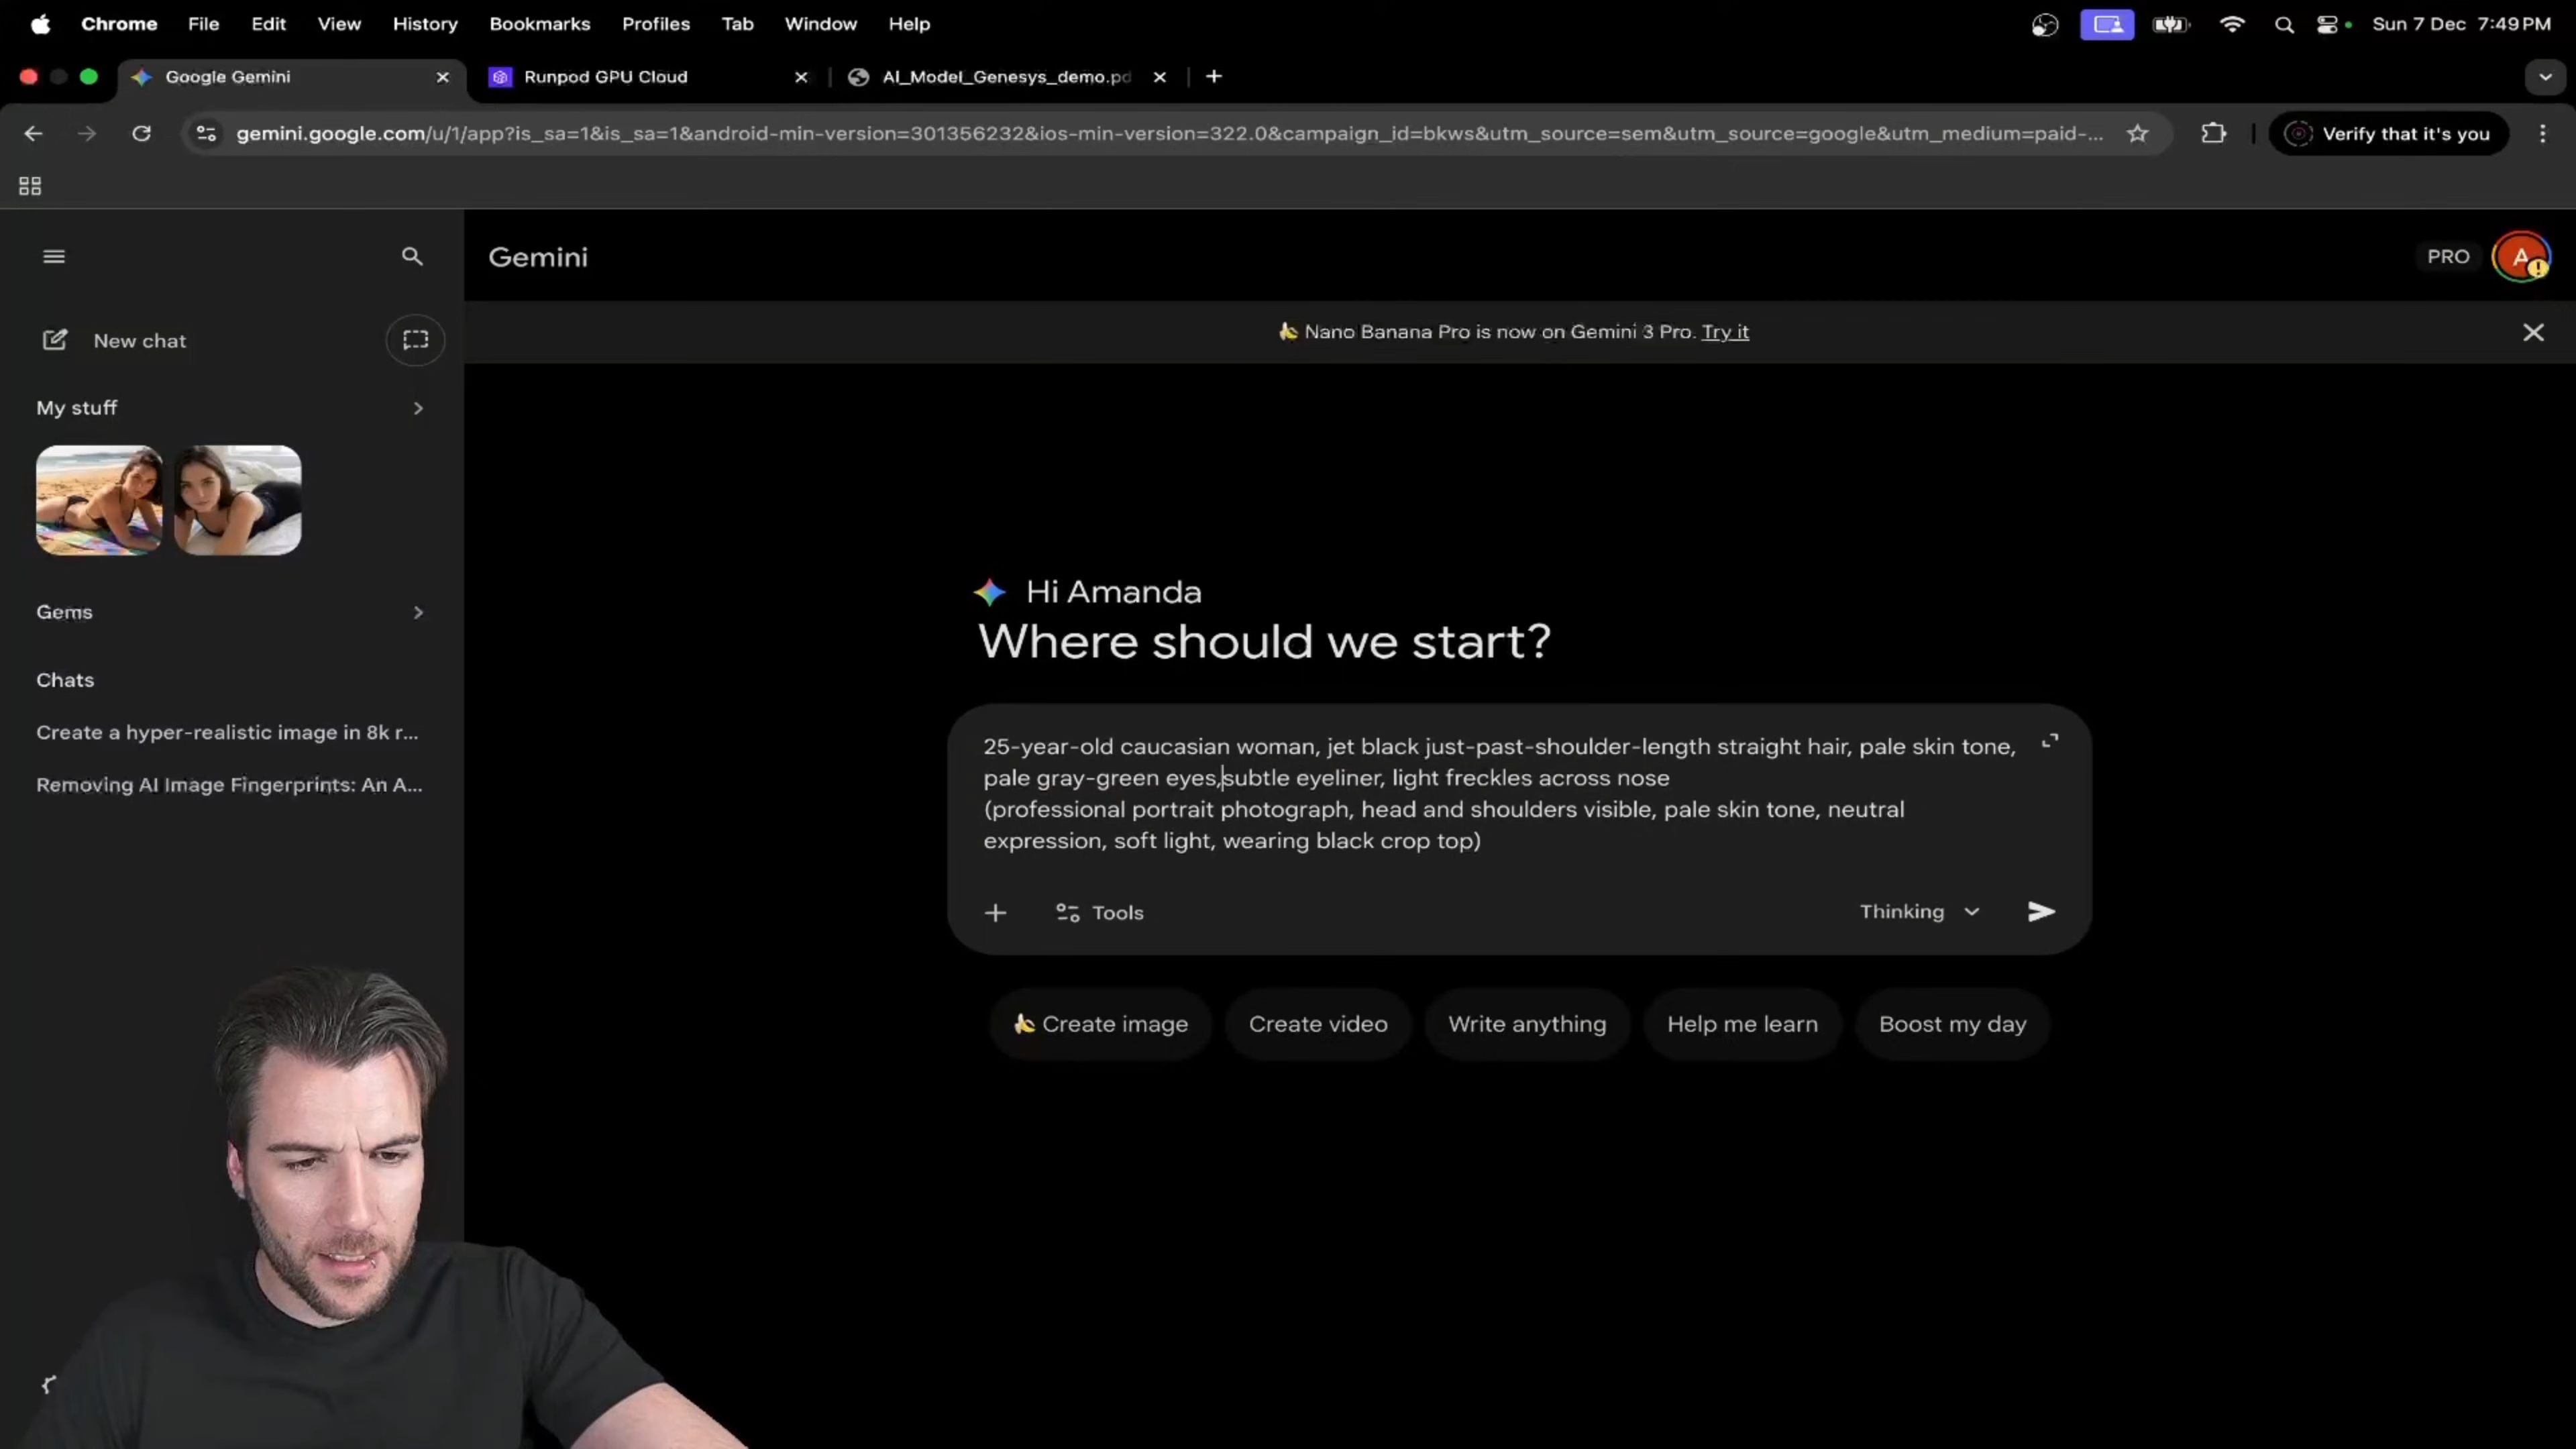 Chrome File Edit View History Bookmarks Profiles Tab Window Help Sun 7 Dec 7:49 PM
Google Gemini Runpod GPU Cloud AI_Model_Genesys_demo.pd
gemini.google.com/u/1/app?is_sa=1&is_sa=1&android-min-version=301356232&ios-min-version=322.0&campaign_id=bkws&utm_source=sem&utm_source=google&utm_medium=paid-... Verify that it's you
Gemini PRO A
Nano Banana Pro is now on Gemini 3 Pro. Try it
New chat
My stuff
Gems
Chats
Create a hyper-realistic image in 8k r...
Removing AI Image Fingerprints: An A...
Hi Amanda
Where should we start?
25-year-old caucasian woman, jet black just-past-shoulder-length straight hair, pale skin tone,
pale gray-green eyes,subtle eyeliner, light freckles across nose
(professional portrait photograph, head and shoulders visible, pale skin tone, neutral
expression, soft light, wearing black crop top)
Tools Thinking
Create image Create video Write anything Help me learn Boost my day